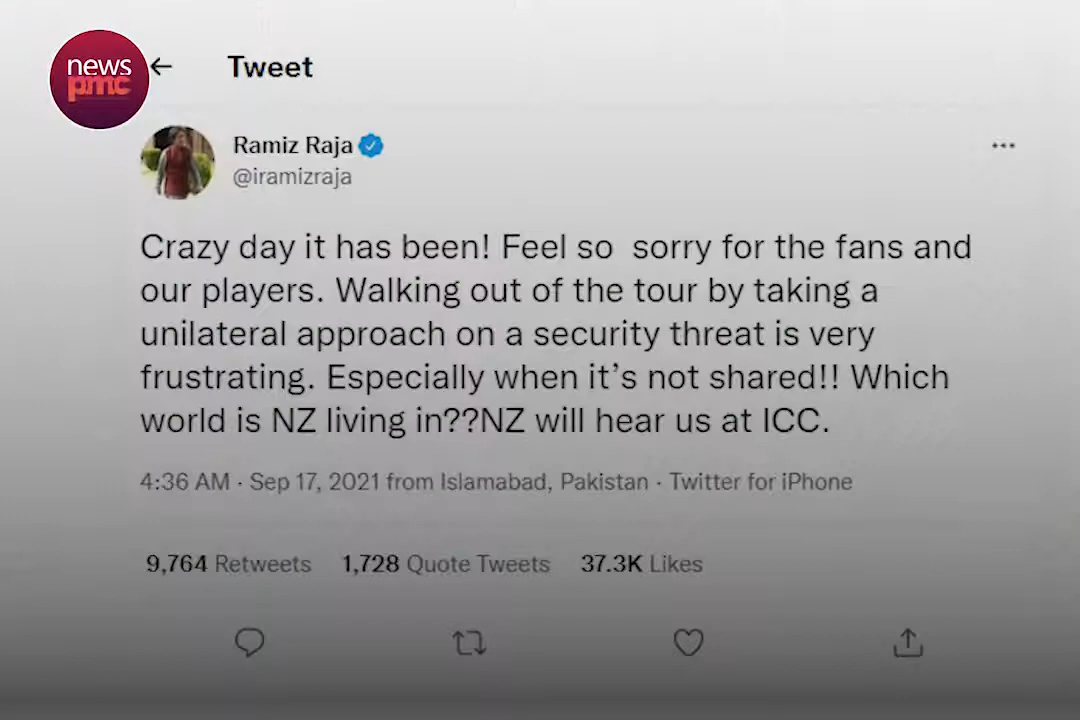 news
pmc
Tweet
Ramiz Raja
@iramizraja
Crazy day it has been! Feel so  sorry for the fans and
our players. Walking out of the tour by taking a
unilateral approach on a security threat is very
frustrating. Especially when it’s not shared!! Which
world is NZ living in??NZ will hear us at ICC.
4:36 AM · Sep 17, 2021 from Islamabad, Pakistan · Twitter for iPhone
9,764 Retweets 1,728 Quote Tweets 37.3K Likes